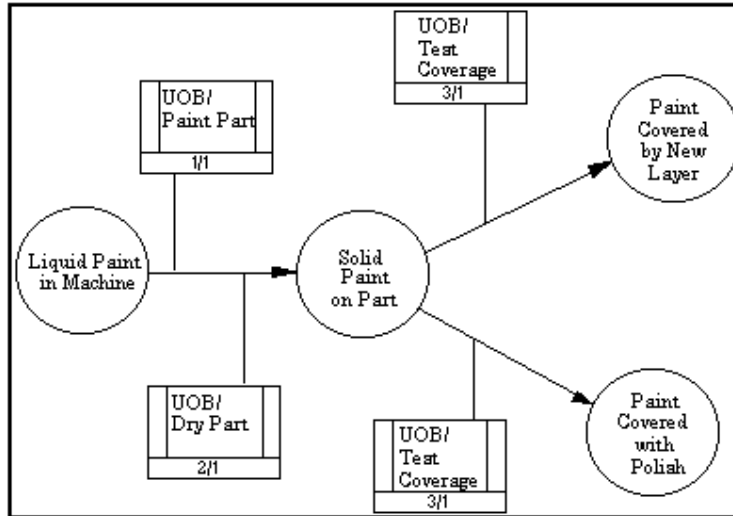 UOB/
Test
Coverage
3/1
UOB/
Paint Part
1/1
Paint
Covered
by New
Layer
Liquid Paint
in Machine
Solid
Paint
on Part
UOB/
Dry Part
2/1
UOB/
Test
Coverage
3/1
Paint
Covered
with
Polish